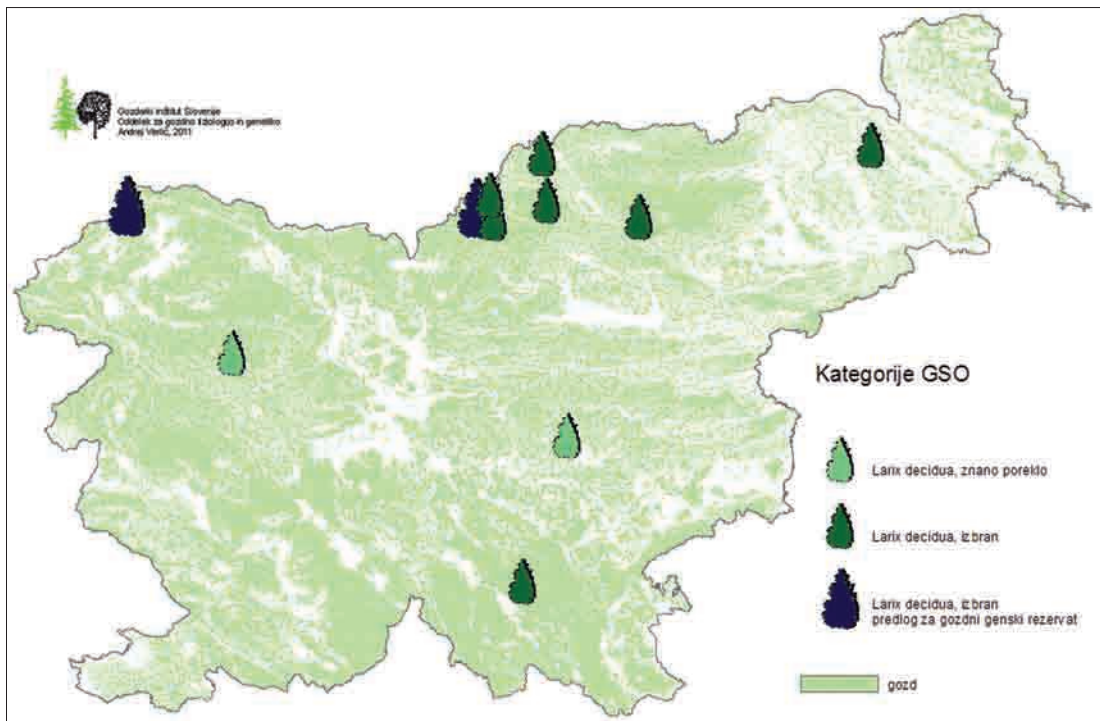 Gozdarski inštitut Slovenije
Oddelek za gozdno fiziologijo in genetiko
Andrej Verlič, 2011
Kategorije GSO
Larix decidua, znano poreklo
Larix decidua, izbran
Larix decidua, izbran
predlog za gozdni genski rezervat
gozd